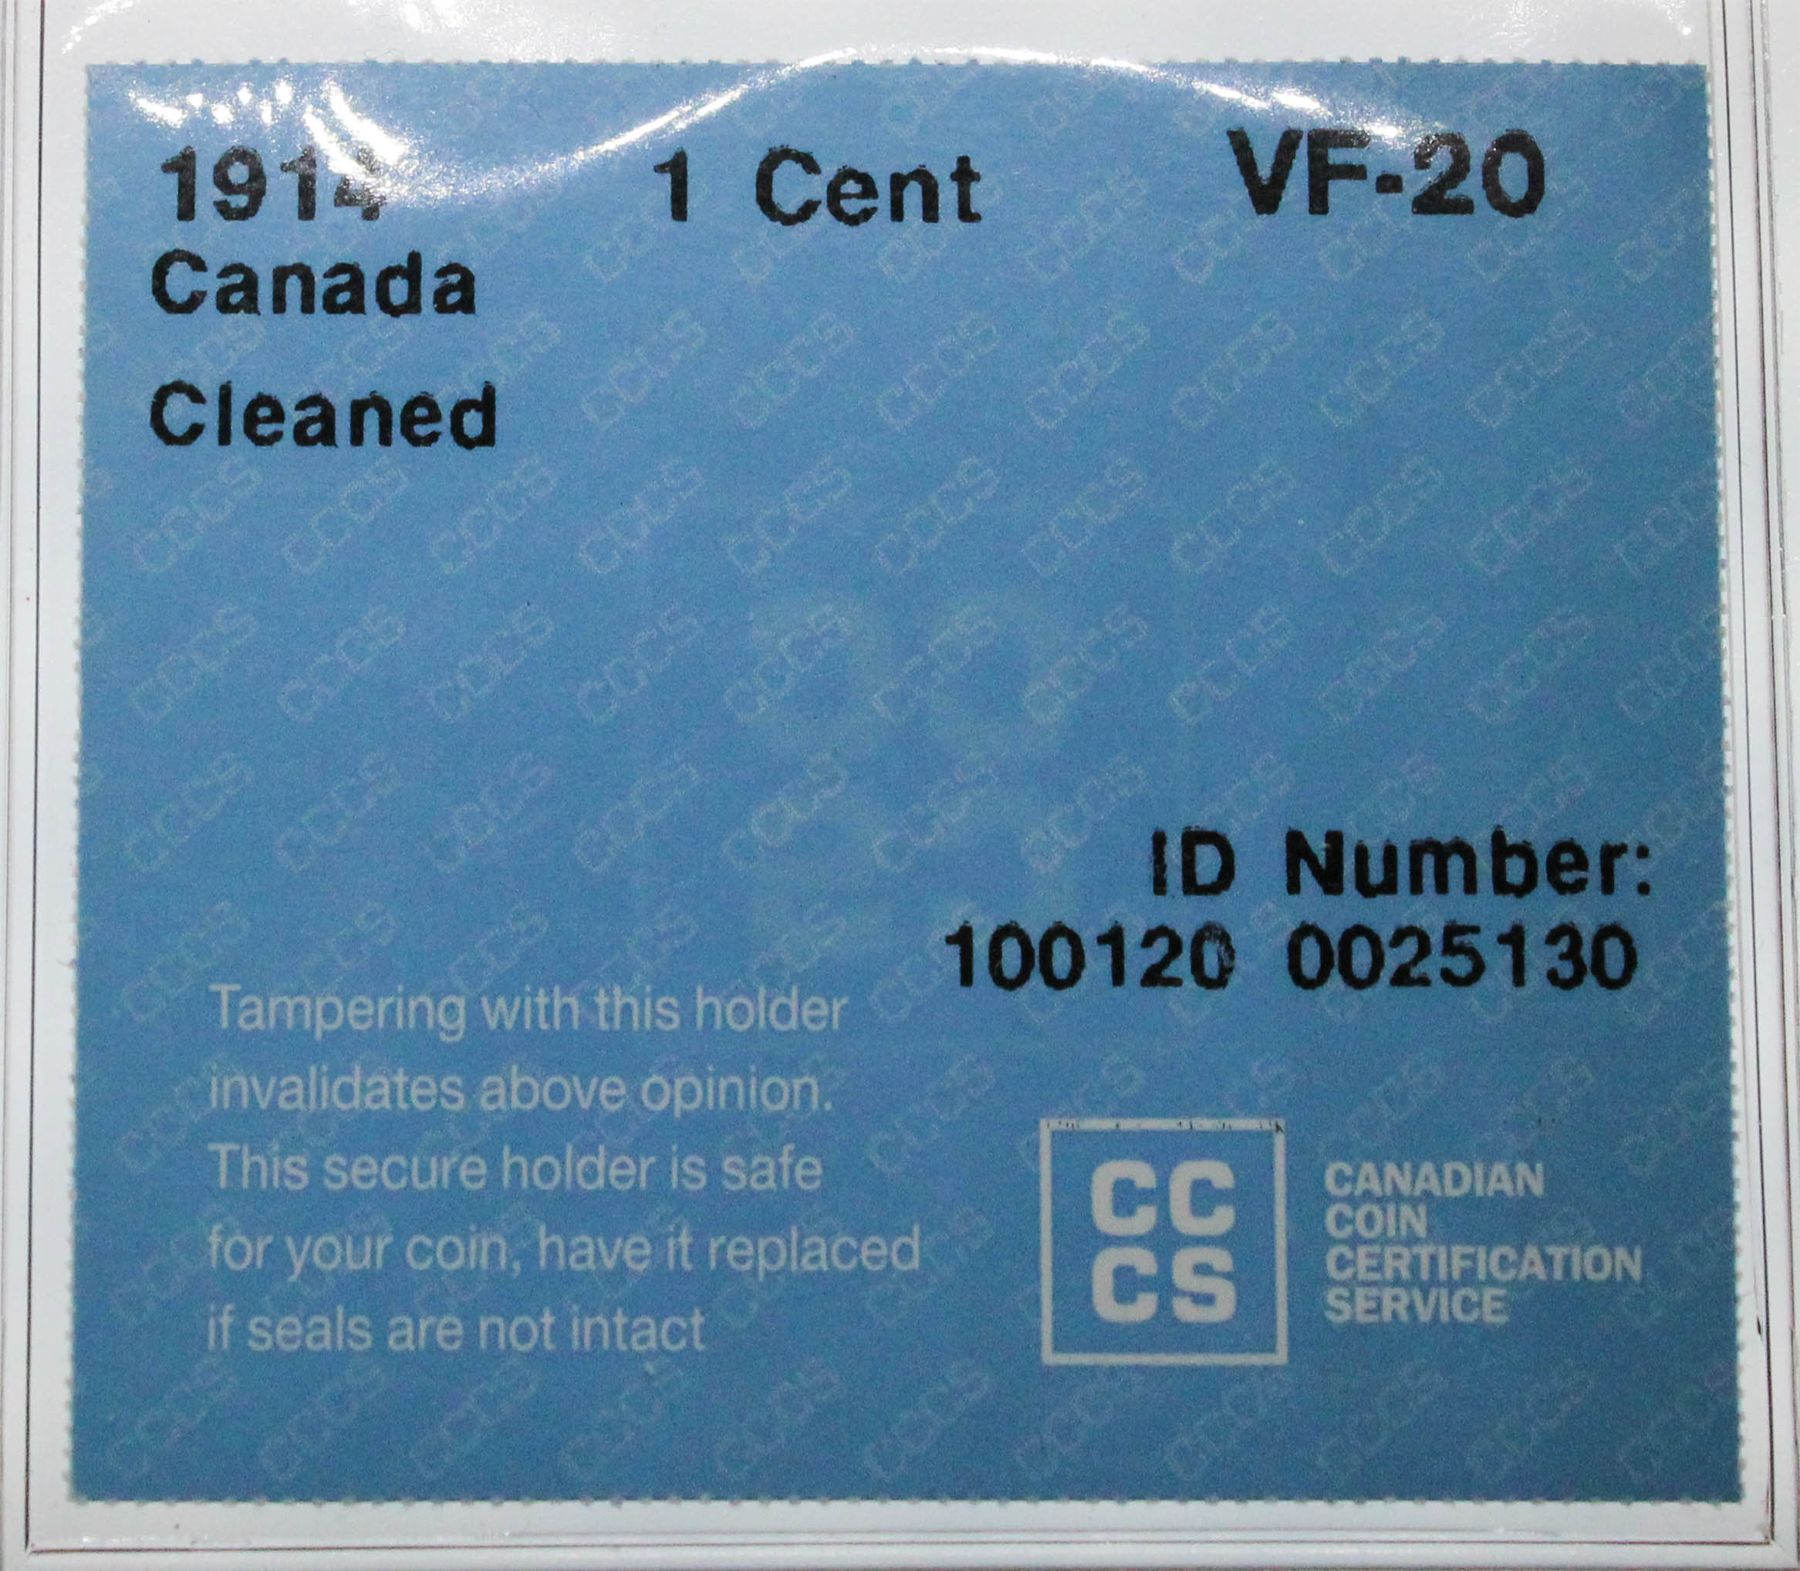 1914 1 Cent VF-20
Canada
Cleaned
ID Number:
100120 0025130
Tampering with this holder
invalidates above opinion.
This secure holder is safe
for your coin, have it replaced
if seals are not intact
CC
CS
CANADIAN
COIN
CERTIFICATION
SERVICE